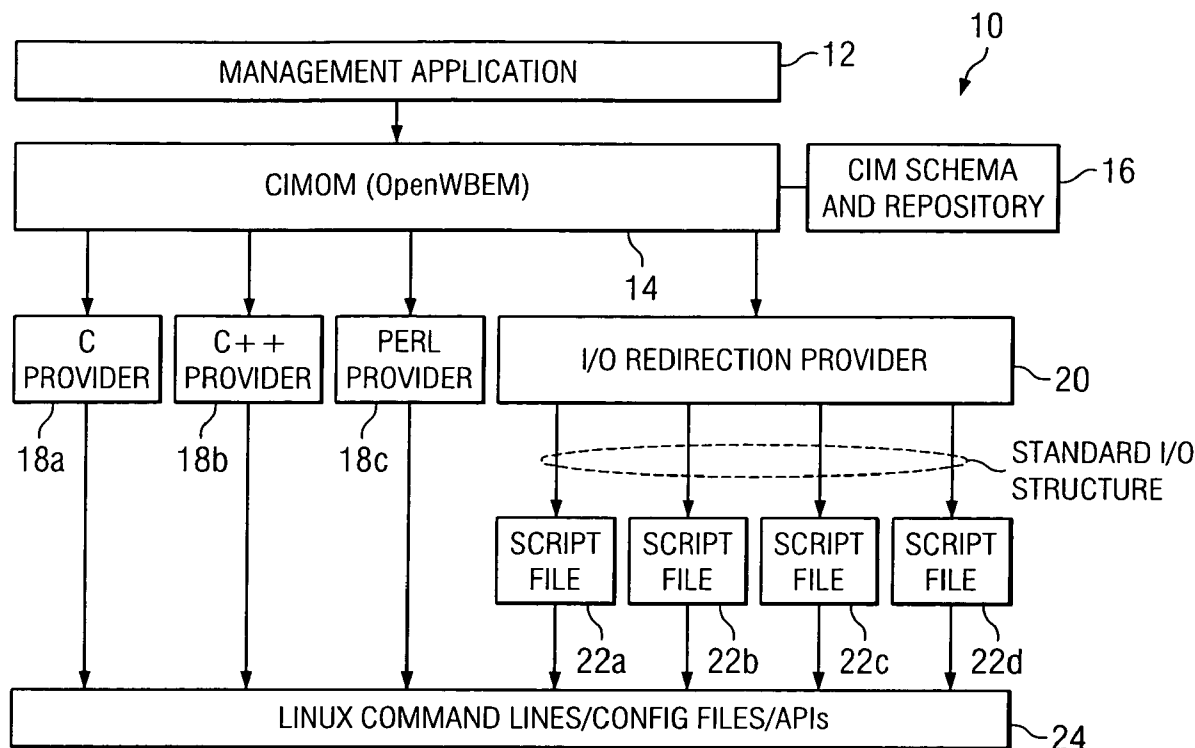 10
MANAGEMENT APPLICATION
12
CIMOM (OpenWBEM)
CIM SCHEMA
AND REPOSITORY
16
14
C
PROVIDER
C++
PROVIDER
PERL
PROVIDER
I/O REDIRECTION PROVIDER
20
18a
18b
18c
STANDARD I/O
STRUCTURE
SCRIPT
FILE
SCRIPT
FILE
SCRIPT
FILE
SCRIPT
FILE
22a
22b
22c
22d
LINUX COMMAND LINES/CONFIG FILES/APIs
24